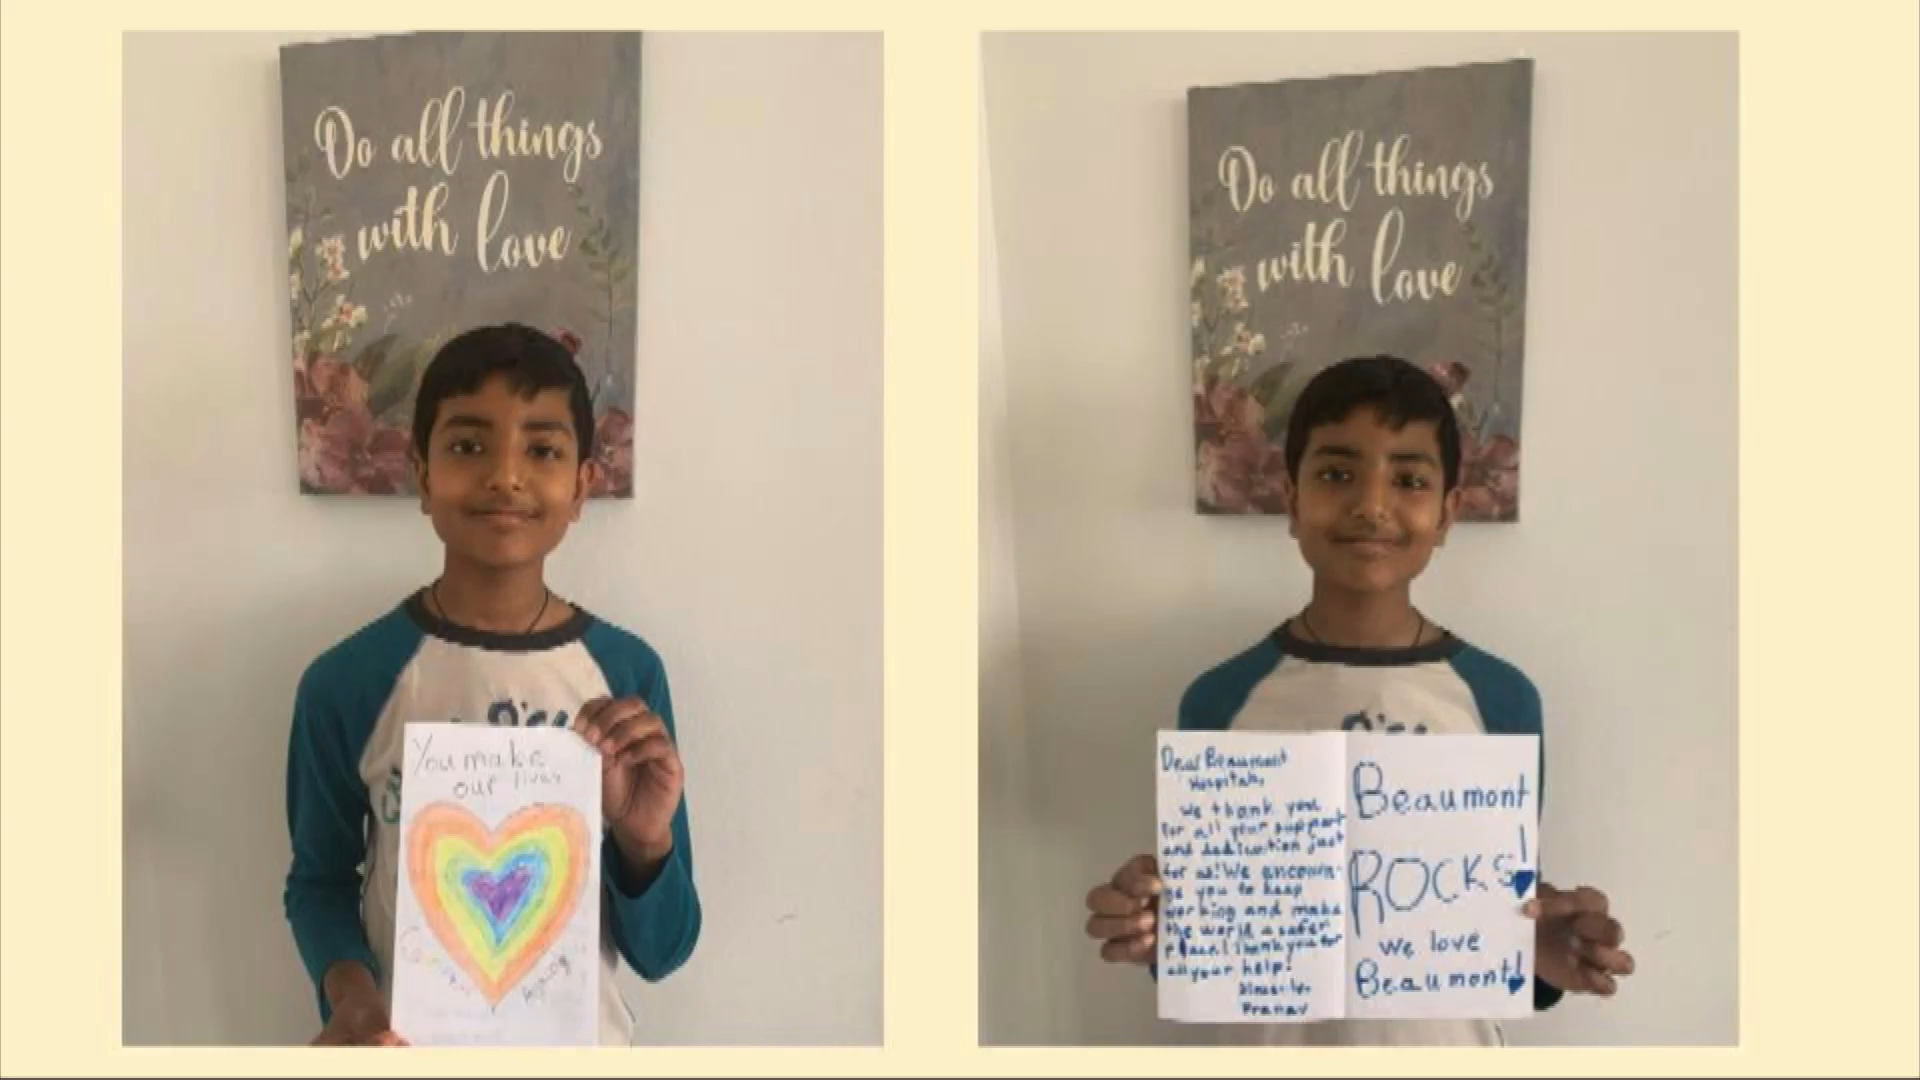 Do all things
with love
You make
our lives
Do all things
with love
Dear Beaumont
Hospital,
We thank you
for all your support
and dedication just
for us! We encoura-
ge you to keep
working and make
the world a safer
place! Thank you for
all your help!
Pranav
Beaumont
ROCKS!
We love
Beaumont!